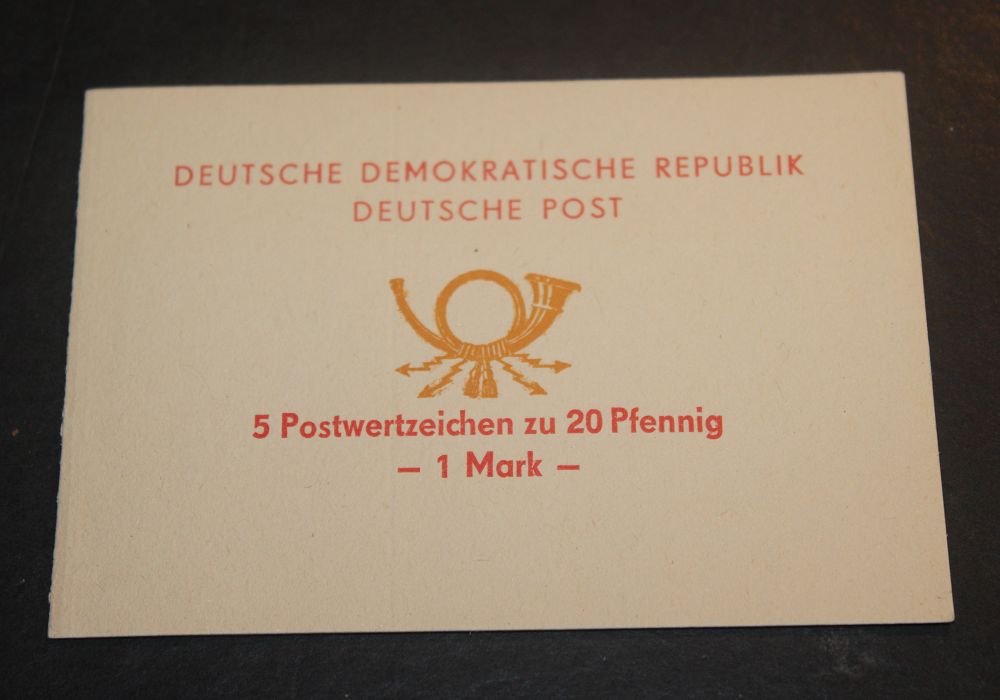 DEUTSCHE DEMOKRATISCHE REPUBLIK
DEUTSCHE POST
5 Postwertzeichen zu 20 Pfennig
– 1 Mark –